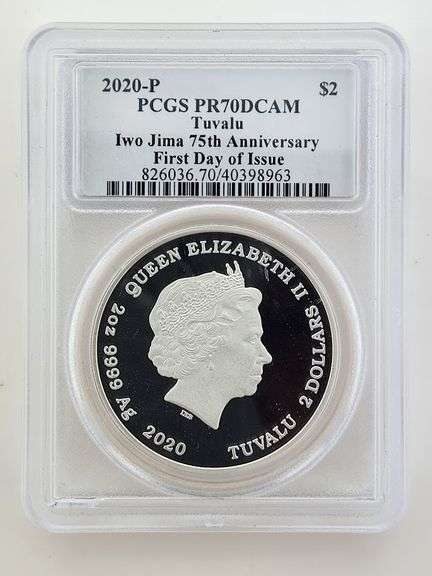 2020-P $2
PCGS PR70DCAM
Tuvalu
Iwo Jima 75th Anniversary
First Day of Issue
826036.70/40398963
QUEEN ELIZABETH II
2oz 9999 Ag 2020
TUVALU 2 DOLLARS